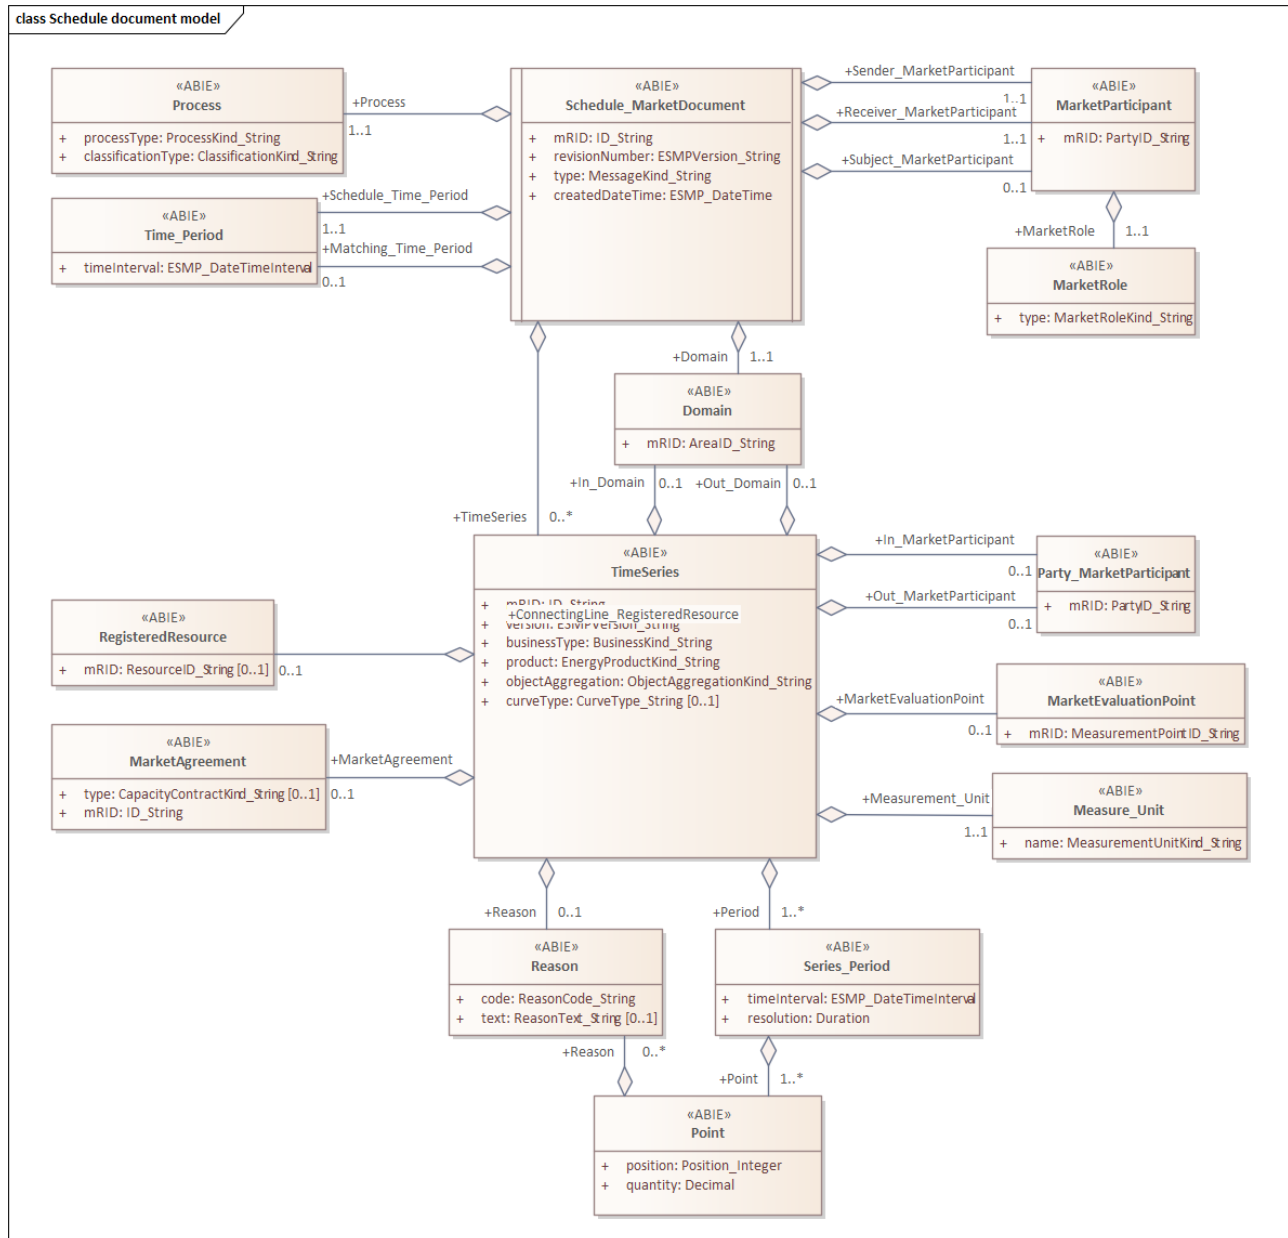 class Schedule document model
«ABIE»
Process
+ processType: ProcessKind_String
+ classificationType: ClassificationKind_String
+Process
1..1
«ABIE»
Schedule_MarketDocument
+ mRID: ID_String
+ revisionNumber: ESMPVersion_String
+ type: MessageKind_String
+ createdDateTime: ESMP_DateTime
+Sender_MarketParticipant
1..1
+Receiver_MarketParticipant
1..1
+Subject_MarketParticipant
0..1
«ABIE»
MarketParticipant
+ mRID: PartyID_String
+MarketRole
1..1
«ABIE»
MarketRole
+ type: MarketRoleKind_String
+Schedule_Time_Period
1..1
+Matching_Time_Period
0..1
«ABIE»
Time_Period
+ timeInterval: ESMP_DateTimeInterval
+Domain
1..1
«ABIE»
Domain
+ mRID: AreaID_String
+In_Domain
0..1
+Out_Domain
0..1
+TimeSeries
0..*
«ABIE»
TimeSeries
+ mRID: ID_String
+ConnectingLine_RegisteredResource
+ version: ESMPVersion_String
+ businessType: BusinessKind_String
+ product: EnergyProductKind_String
+ objectAggregation: ObjectAggregationKind_String
+ curveType: CurveType_String [0..1]
+In_MarketParticipant
0..1
+Out_MarketParticipant
0..1
«ABIE»
Party_MarketParticipant
+ mRID: PartyID_String
«ABIE»
RegisteredResource
+ mRID: ResourceID_String [0..1]
0..1
+MarketEvaluationPoint
0..1
«ABIE»
MarketEvaluationPoint
+ mRID: MeasurementPointID_String
«ABIE»
MarketAgreement
+ type: CapacityContractKind_String [0..1]
+ mRID: ID_String
+MarketAgreement
0..1
+Measurement_Unit
1..1
«ABIE»
Measure_Unit
+ name: MeasurementUnitKind_String
+Reason
0..1
+Period
1..*
«ABIE»
Reason
+ code: ReasonCode_String
+ text: ReasonText_String [0..1]
«ABIE»
Series_Period
+ timeInterval: ESMP_DateTimeInterval
+ resolution: Duration
+Reason
0..*
+Point
1..*
«ABIE»
Point
+ position: Position_Integer
+ quantity: Decimal